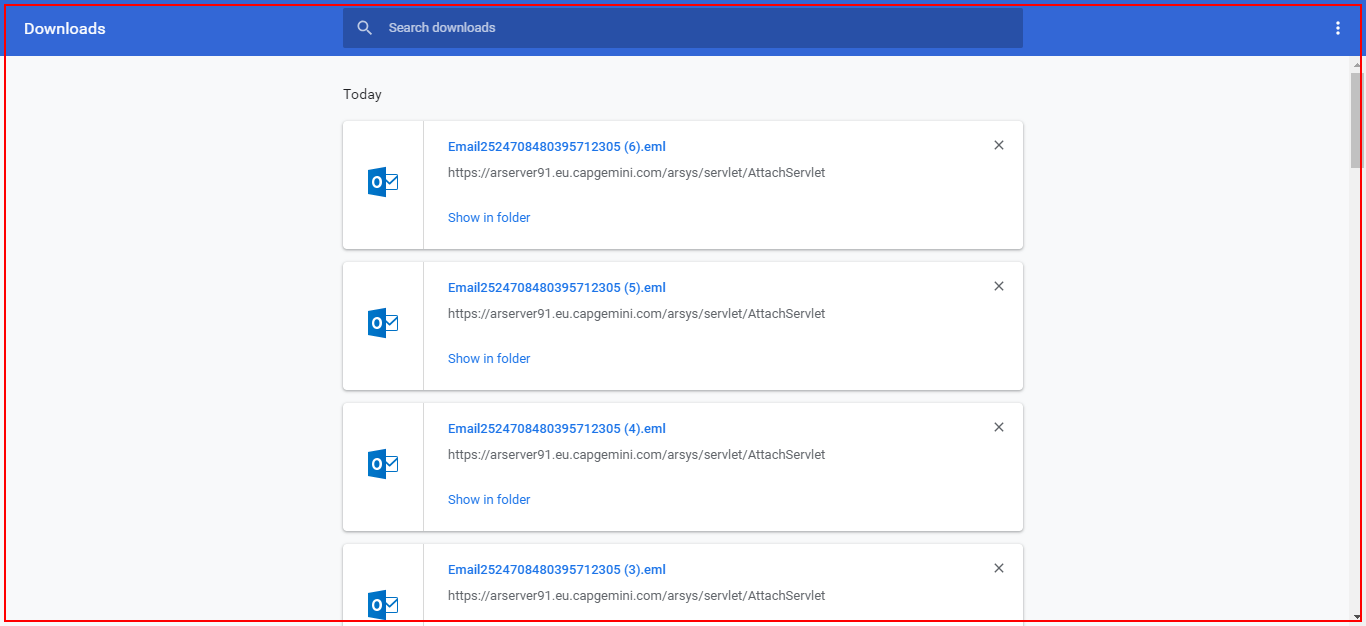 Downloads
Search downloads
Today
Email2524708480395712305 (6).eml
https://arserver91.eu.capgemini.com/arsys/servlet/AttachServlet
Show in folder
Email2524708480395712305 (5).eml
https://arserver91.eu.capgemini.com/arsys/servlet/AttachServlet
Show in folder
Email2524708480395712305 (4).eml
https://arserver91.eu.capgemini.com/arsys/servlet/AttachServlet
Show in folder
Email2524708480395712305 (3).eml
https://arserver91.eu.capgemini.com/arsys/servlet/AttachServlet